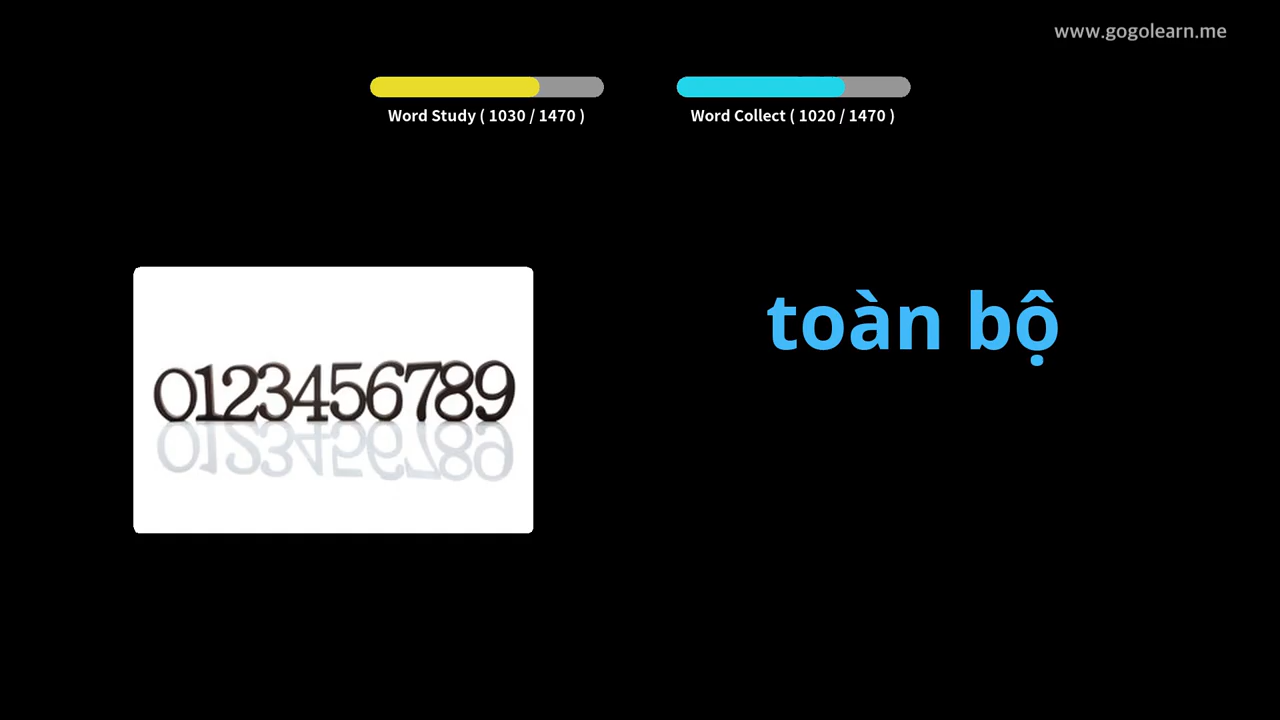 www.gogolearn.me
Word Study ( 1030 / 1470 )
Word Collect ( 1020 / 1470 )
toàn bộ
0123456789